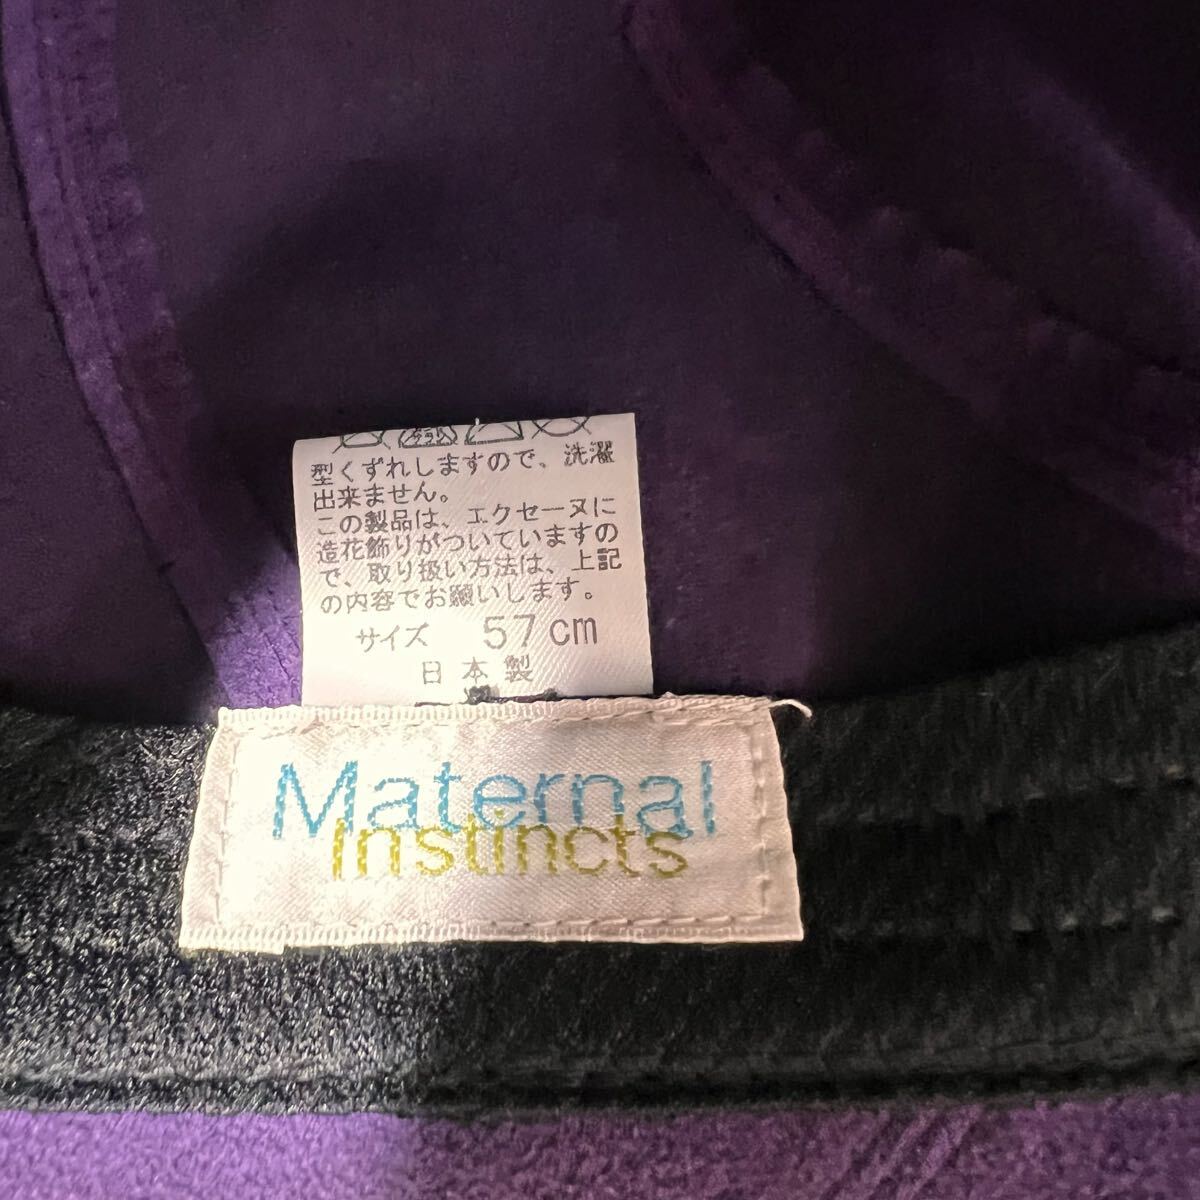 型くずれしますので、洗濯
出来ません。
この製品は、エクセーヌに
造花飾りがついていますの
で、取り扱い方法は、上記
の内容でお願いします。
サイズ 57cm
日本製
Maternal
Instincts